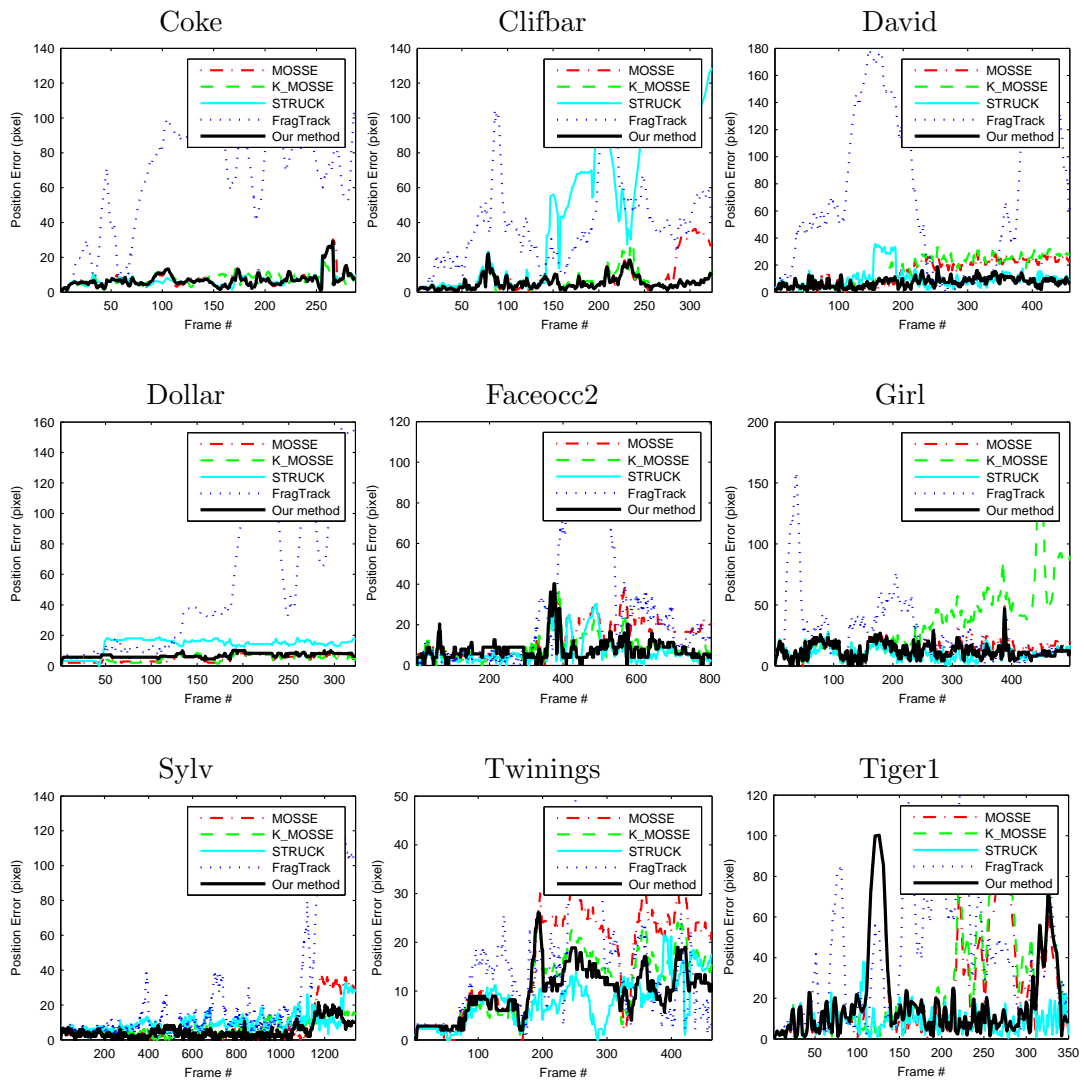 Coke
140
120
100
80
60
40
20
0
Position Error (pixel)
50 100 150 200 250
Frame #
MOSSE
K_MOSSE
STRUCK
FragTrack
Our method
Clifbar
140
120
100
80
60
40
20
0
Position Error (pixel)
50 100 150 200 250 300
Frame #
MOSSE
K_MOSSE
STRUCK
FragTrack
Our method
David
180
160
140
120
100
80
60
40
20
0
Position Error (pixel)
100 200 300 400
Frame #
MOSSE
K_MOSSE
STRUCK
FragTrack
Our method
Dollar
160
140
120
100
80
60
40
20
0
Position Error (pixel)
50 100 150 200 250 300
Frame #
MOSSE
K_MOSSE
STRUCK
FragTrack
Our method
Faceocc2
120
100
80
60
40
20
0
Position Error (pixel)
200 400 600 800
Frame #
MOSSE
K_MOSSE
STRUCK
FragTrack
Our method
Girl
200
150
100
50
0
Position Error (pixel)
100 200 300 400
Frame #
MOSSE
K_MOSSE
STRUCK
FragTrack
Our method
Sylv
140
120
100
80
60
40
20
0
Position Error (pixel)
200 400 600 800 1000 1200
Frame #
MOSSE
K_MOSSE
STRUCK
FragTrack
Our method
Twinings
50
40
30
20
10
0
Position Error (pixel)
100 200 300 400
Frame #
MOSSE
K_MOSSE
STRUCK
FragTrack
Our method
Tiger1
120
100
80
60
40
20
0
Position Error (pixel)
50 100 150 200 250 300 350
Frame #
MOSSE
K_MOSSE
STRUCK
FragTrack
Our method